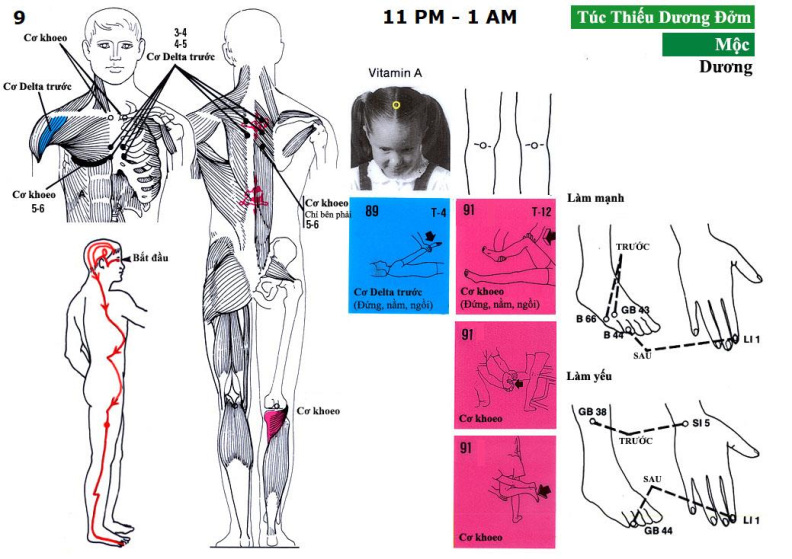 9
11 PM - 1 AM
Túc Thiếu Dương Đởm
Mộc
Dương
Cơ khoeo
3-4
4-5
Cơ Delta trước
Cơ Delta trước
Cơ khoeo
5-6
Cơ khoeo
Chỉ bên phải
5-6
Bắt đầu
Cơ khoeo
Vitamin A
89 T-4
Cơ Delta trước
(Đứng, nằm, ngồi)
91 T-12
Cơ khoeo
(Đứng, nằm, ngồi)
91
Cơ khoeo
91
Cơ khoeo
Làm mạnh
TRƯỚC
GB 43
B 66
B 44
LI 1
SAU
Làm yếu
GB 38
SI 5
TRƯỚC
SAU
LI 1
GB 44